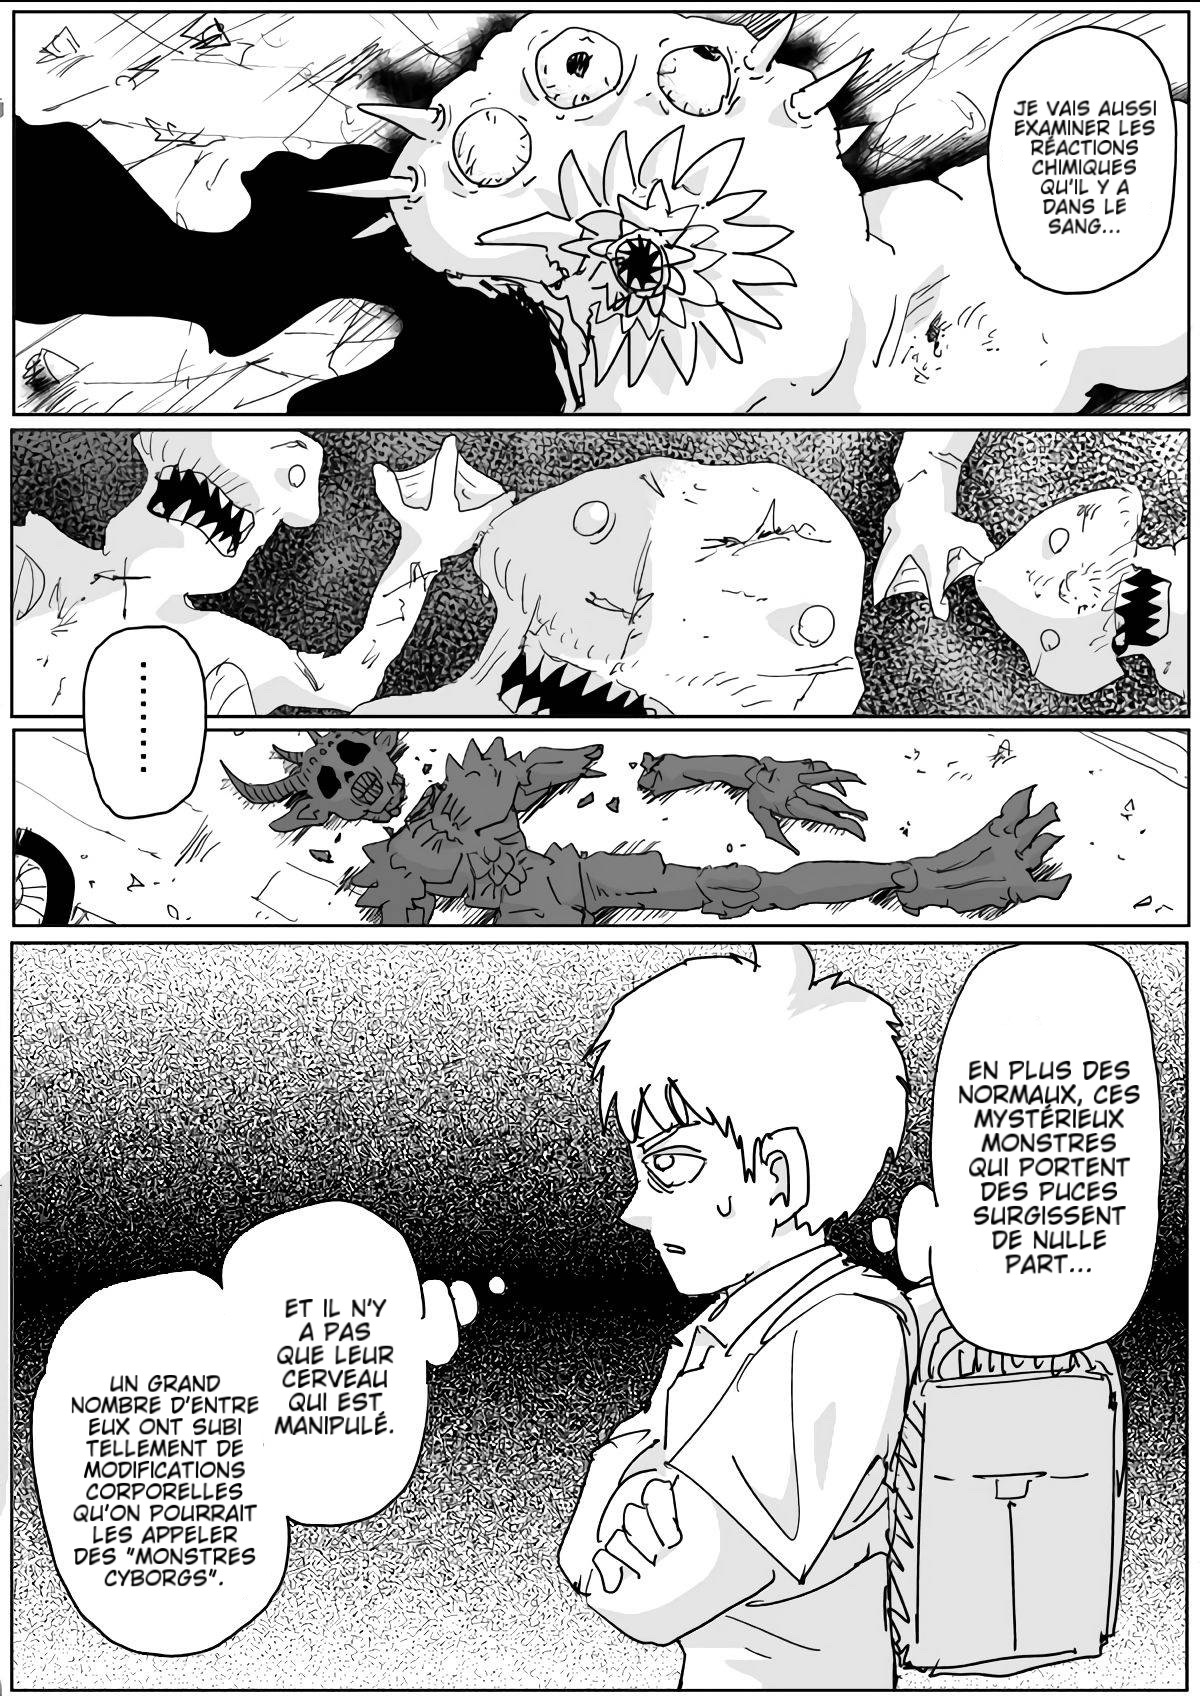 JE VAIS AUSSI
EXAMINER LES
RÉACTIONS
CHIMIQUES
QU'IL Y A
DANS LE
SANG...
........
EN PLUS DES
NORMAUX, CES
MYSTÉRIEUX
MONSTRES
QUI PORTENT
DES PUCES
SURGISSENT
DE NULLE
PART...
ET IL N'Y
A PAS
QUE LEUR
CERVEAU
QUI EST
MANIPULÉ.
UN GRAND
NOMBRE D'ENTRE
EUX ONT SUBI
TELLEMENT DE
MODIFICATIONS
CORPORELLES
QU'ON POURRAIT
LES APPELER
DES "MONSTRES
CYBORGS".